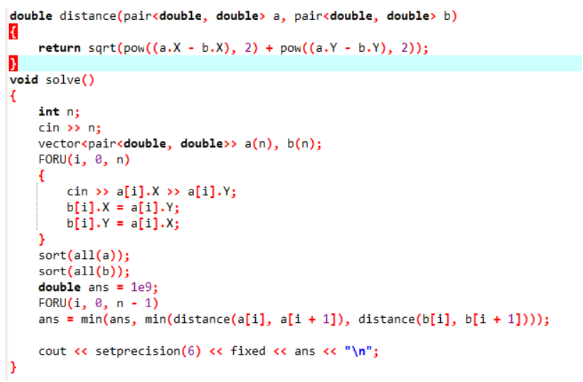 double distance(pair<double, double> a, pair<double, double> b)
{
    return sqrt(pow((a.X - b.X), 2) + pow((a.Y - b.Y), 2));
}
void solve()
{
    int n;
    cin >> n;
    vector<pair<double, double>> a(n), b(n);
    FORU(i, 0, n)
    {
        cin >> a[i].X >> a[i].Y;
        b[i].X = a[i].Y;
        b[i].Y = a[i].X;
    }
    sort(all(a));
    sort(all(b));
    double ans = 1e9;
    FORU(i, 0, n - 1)
    ans = min(ans, min(distance(a[i], a[i + 1]), distance(b[i], b[i + 1])));
    cout << setprecision(6) << fixed << ans << "\n";
}